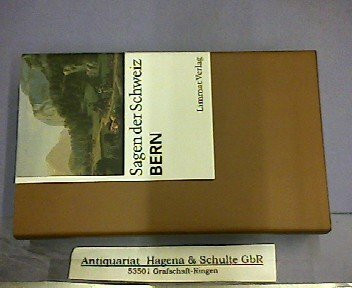 Sagen der Schweiz
BERN
Limmat Verlag
Antiquariat Hagena & Schulte GbR
53501 Grafschaft-Ringen